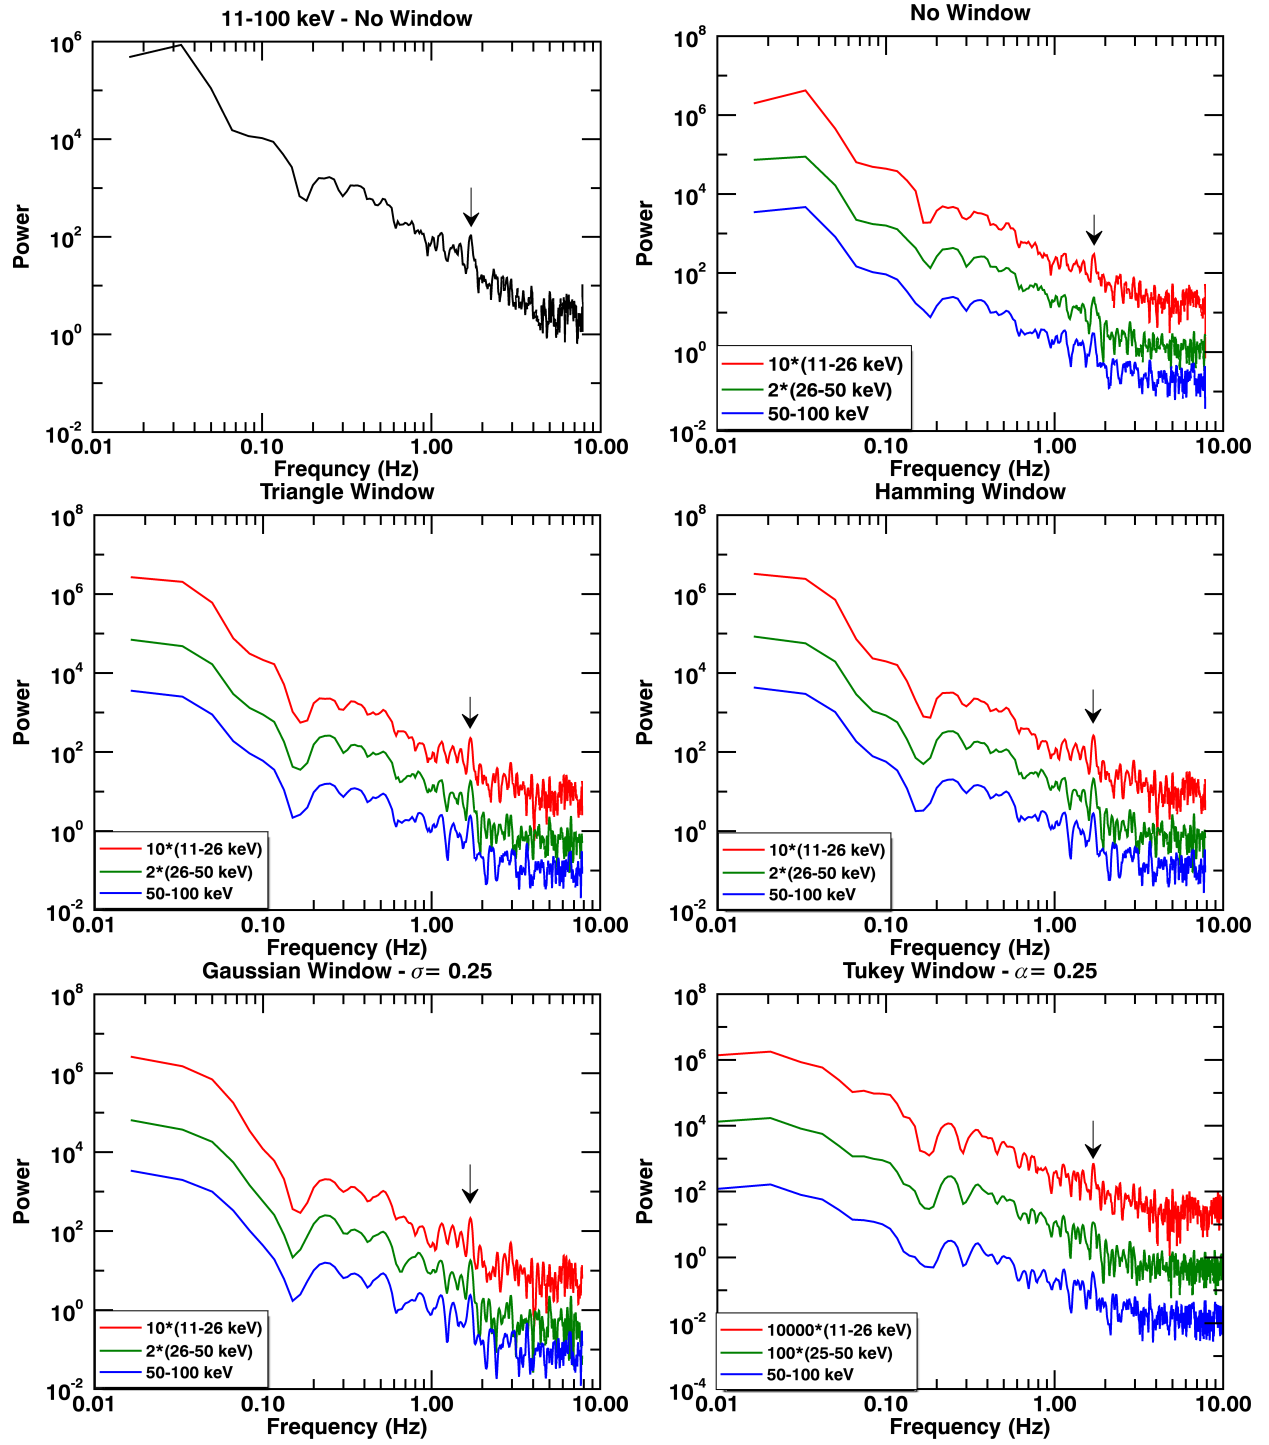 11-100 keV - No Window
10^6
10^4
10^2
10^0
10^-2
Power
0.01
0.10
1.00
10.00
Frequncy (Hz)
No Window
10^8
10^6
10^4
10^2
10^0
10^-2
Power
10*(11-26 keV)
2*(26-50 keV)
50-100 keV
0.01
0.10
1.00
10.00
Frequency (Hz)
Triangle Window
10^8
10^6
10^4
10^2
10^0
10^-2
Power
10*(11-26 keV)
2*(26-50 keV)
50-100 keV
0.01
0.10
1.00
10.00
Frequency (Hz)
Hamming Window
10^8
10^6
10^4
10^2
10^0
10^-2
Power
10*(11-26 keV)
2*(26-50 keV)
50-100 keV
0.01
0.10
1.00
10.00
Frequency (Hz)
Gaussian Window - σ= 0.25
10^8
10^6
10^4
10^2
10^0
10^-2
Power
10*(11-26 keV)
2*(26-50 keV)
50-100 keV
0.01
0.10
1.00
10.00
Frequency (Hz)
Tukey Window - α= 0.25
10^8
10^6
10^4
10^2
10^0
10^-2
10^-4
Power
10000*(11-26 keV)
100*(25-50 keV)
50-100 keV
0.01
0.10
1.00
10.00
Frequency (Hz)